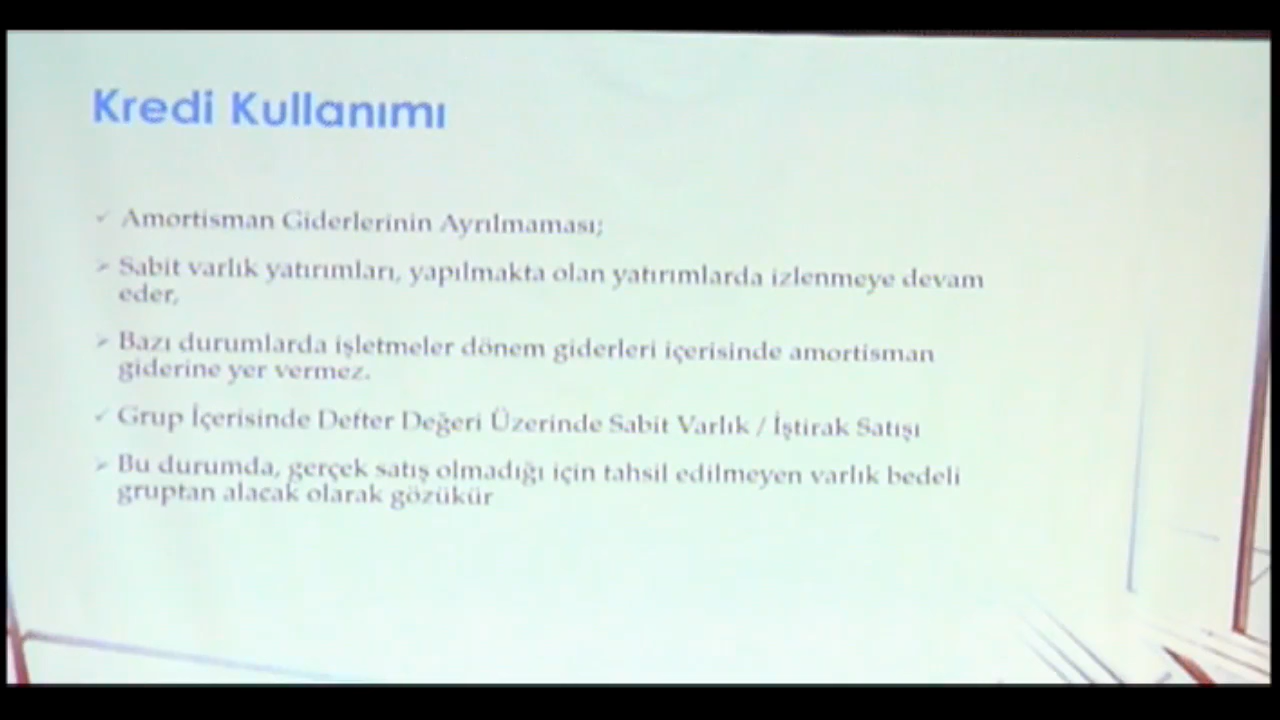 Kredi Kullanımı
✓ Amortisman Giderlerinin Ayrılmaması;
➢ Sabit varlık yatırımları, yapılmakta olan yatırımlarda izlenmeye devam
eder,
➢ Bazı durumlarda işletmeler dönem giderleri içerisinde amortisman
giderine yer vermez.
✓ Grup İçerisinde Defter Değeri Üzerinde Sabit Varlık / İştirak Satışı
➢ Bu durumda, gerçek satış olmadığı için tahsil edilmeyen varlık bedeli
gruptan alacak olarak gözükür